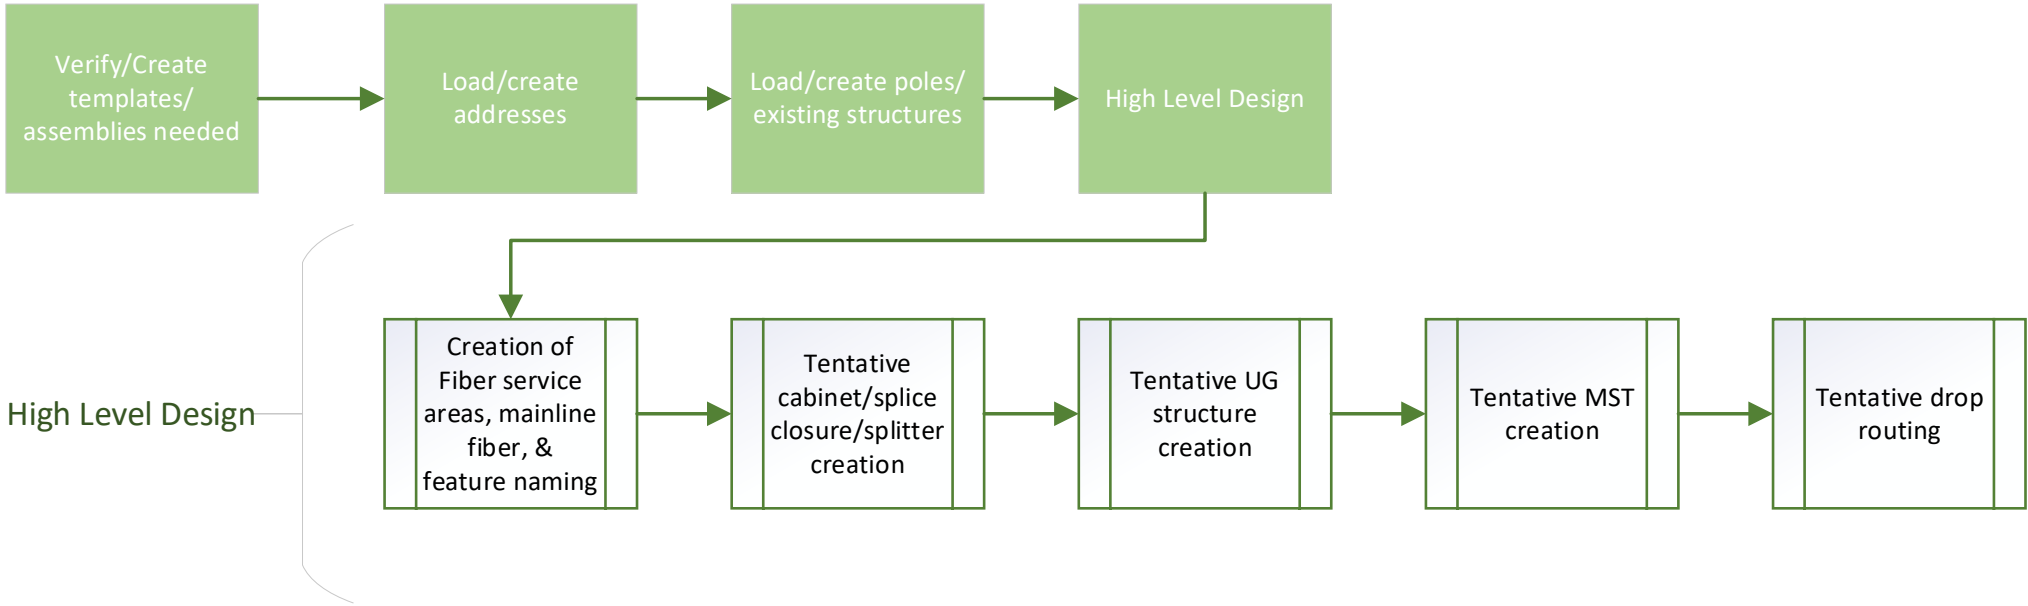 Verify/Create
templates/
assemblies needed
Load/create
addresses
Load/create poles/
existing structures
High Level Design
High Level Design
Creation of
Fiber service
areas, mainline
fiber, &
feature naming
Tentative
cabinet/splice
closure/splitter
creation
Tentative UG
structure
creation
Tentative MST
creation
Tentative drop
routing